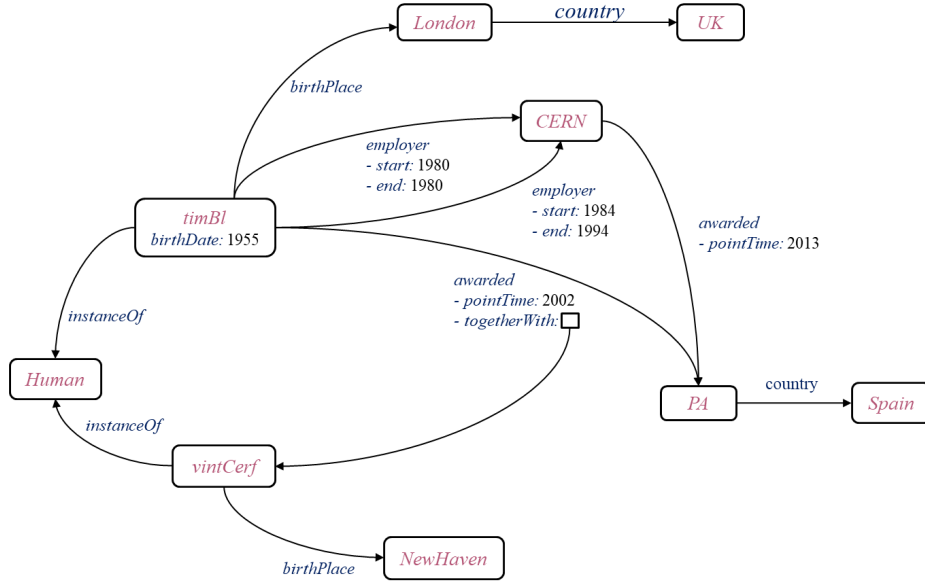 London
country
UK
birthPlace
CERN
employer
- start: 1980
- end: 1980
employer
- start: 1984
- end: 1994
timBl
birthDate: 1955
awarded
- pointTime: 2013
awarded
- pointTime: 2002
- togetherWith:
instanceOf
Human
PA
country
Spain
instanceOf
vintCerf
birthPlace
NewHaven